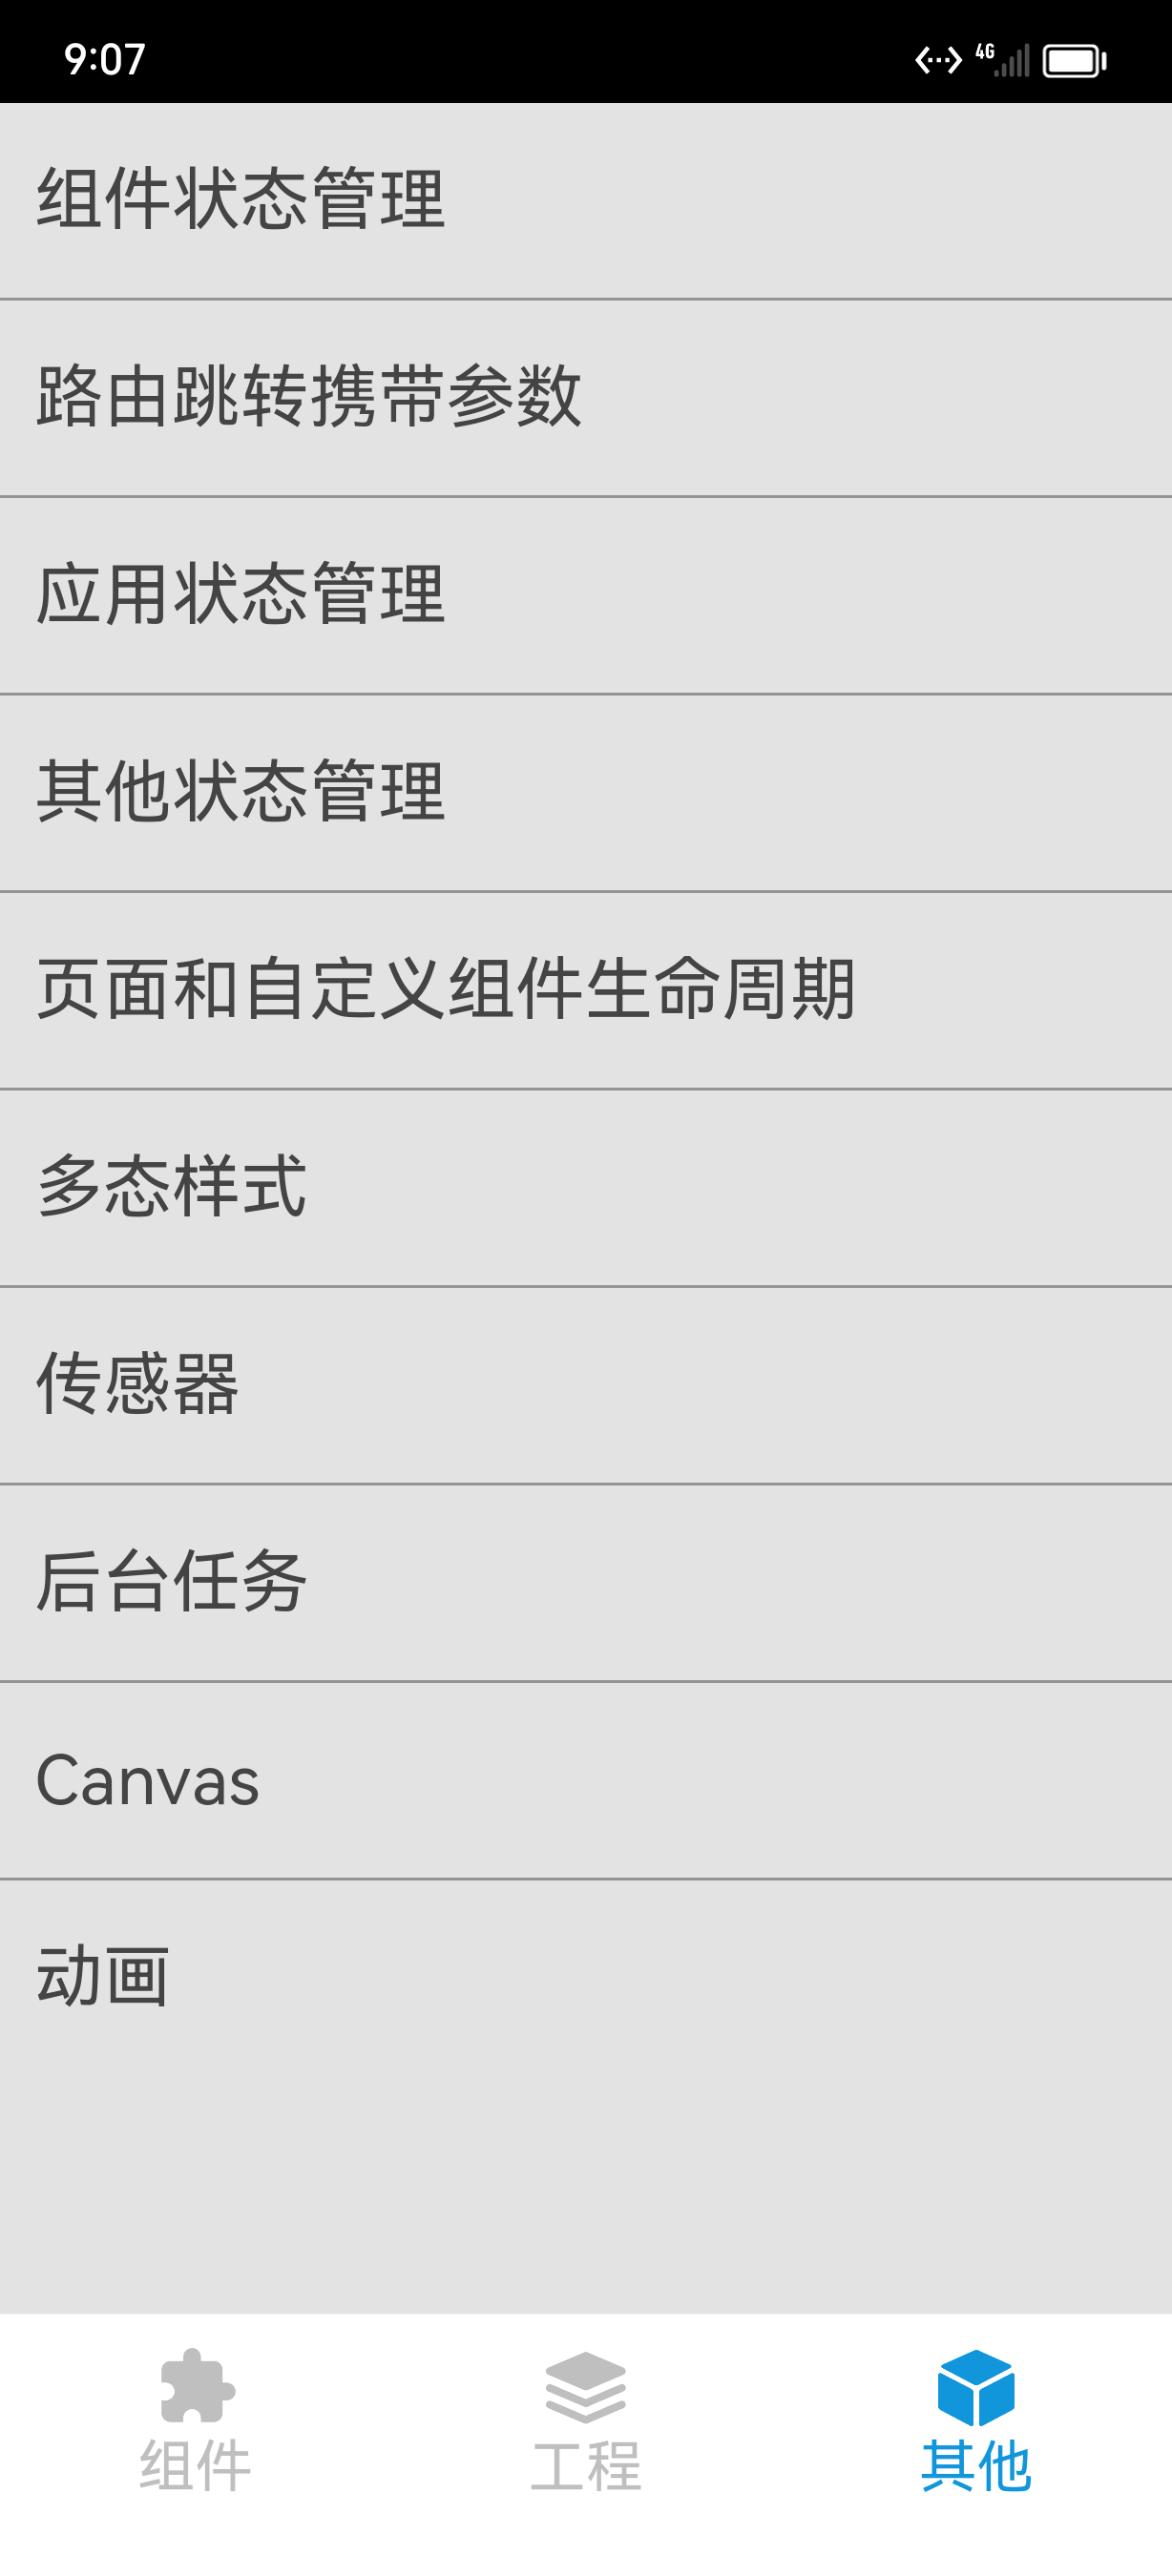 9:07
4G
组件状态管理
路由跳转携带参数
应用状态管理
其他状态管理
页面和自定义组件生命周期
多态样式
传感器
后台任务
Canvas
动画
组件
工程
其他